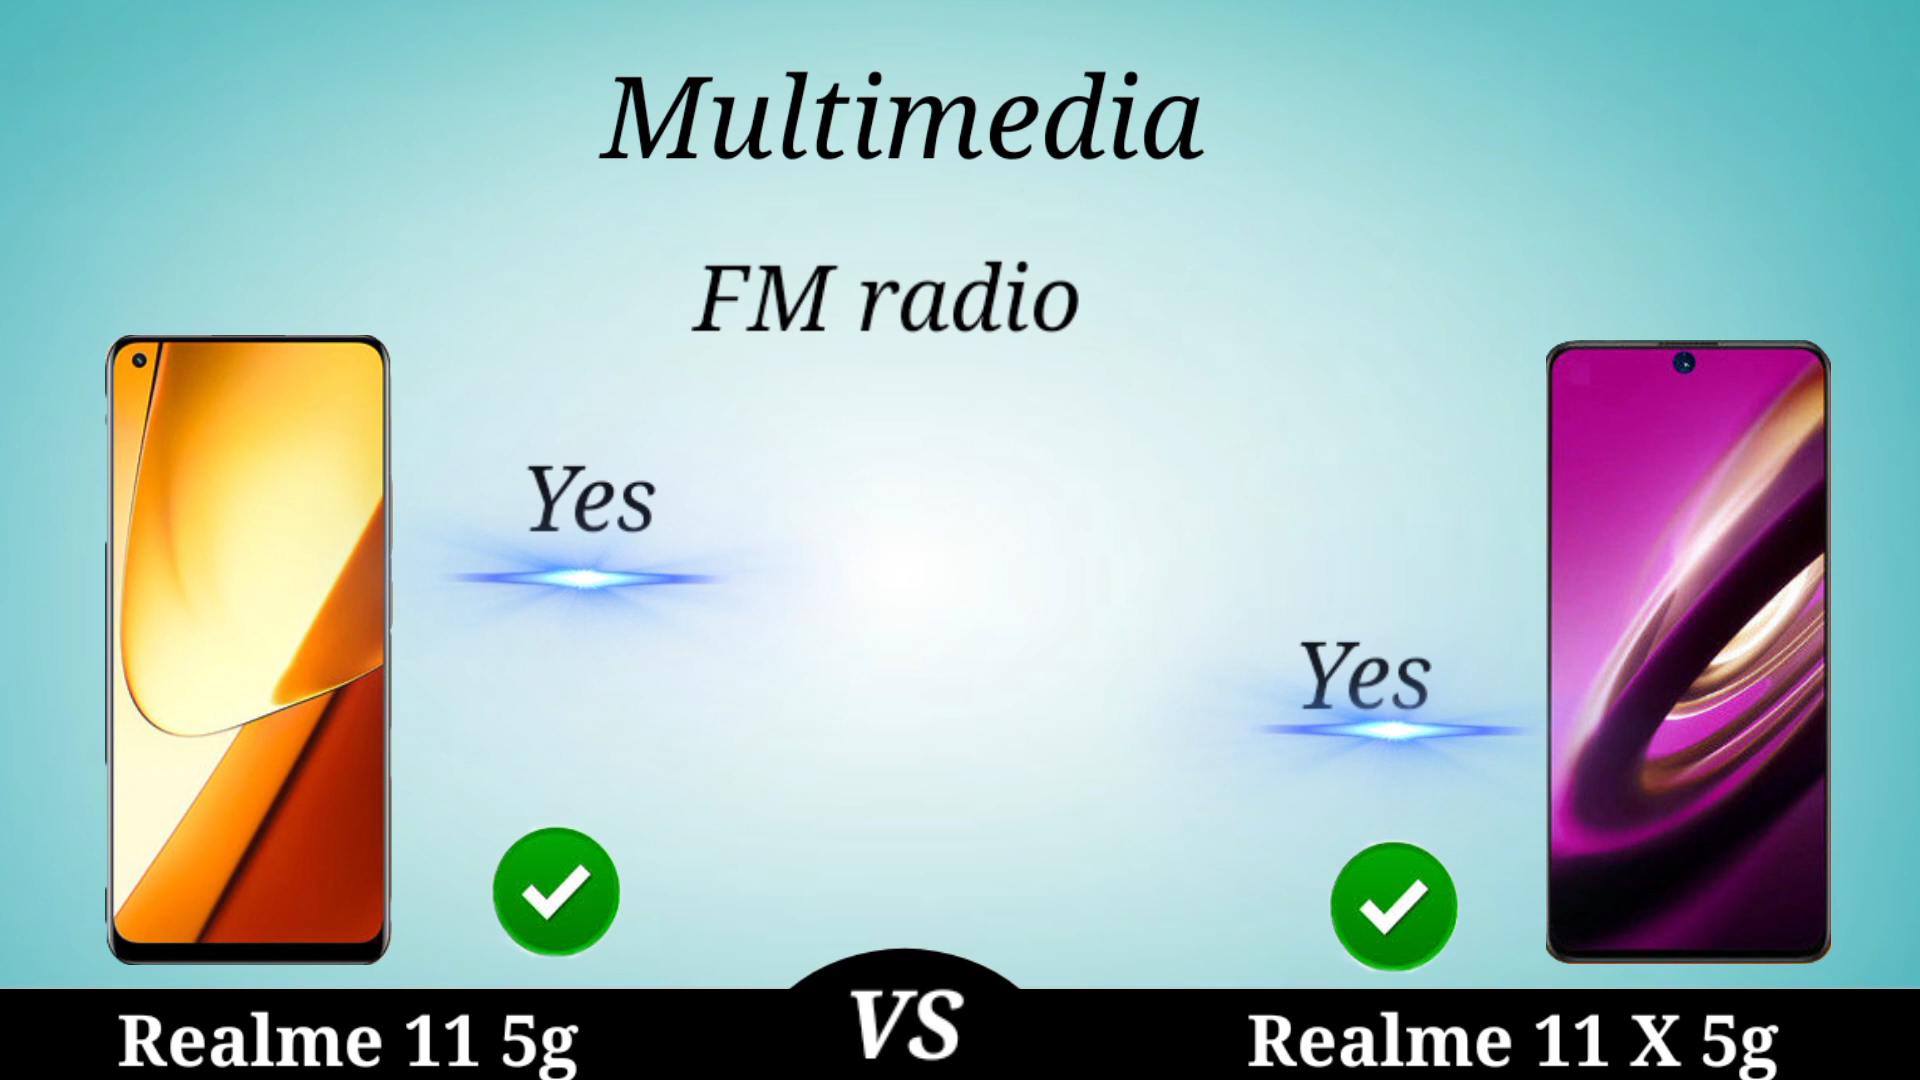 Multimedia
FM radio
Yes
Yes
Realme 11 5g
VS
Realme 11 X 5g